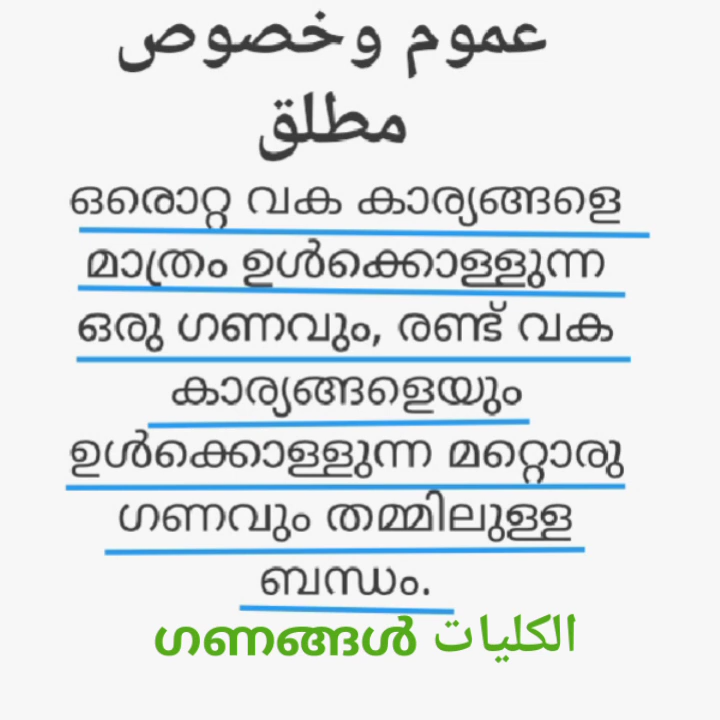 عموم وخصوص
مطلق
ഒരൊറ്റ വക കാര്യങ്ങളെ
മാത്രം ഉൾക്കൊള്ളുന്ന
ഒരു ഗണവും, രണ്ട് വക
കാര്യങ്ങളെയും
ഉൾക്കൊള്ളുന്ന മറ്റൊരു
ഗണവും തമ്മിലുള്ള
ബന്ധം.
ഗണങ്ങൾ الكليات